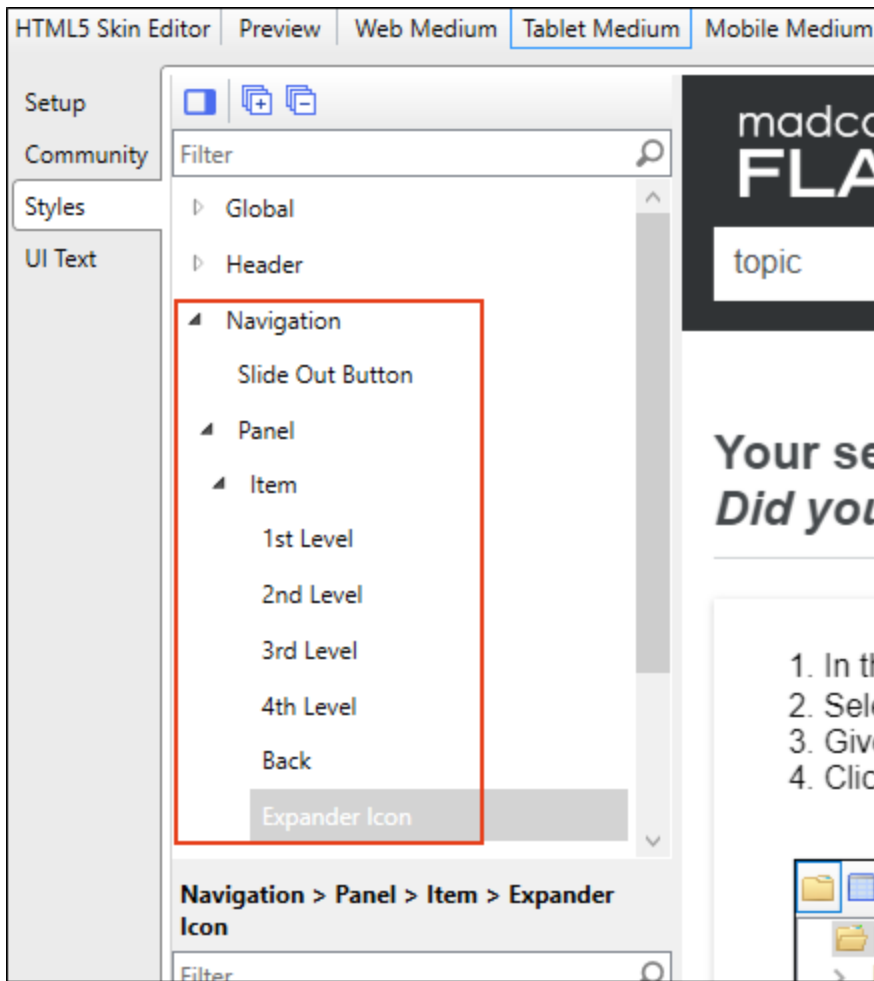 HTML5 Skin Editor Preview Web Medium Tablet Medium Mobile Medium
Setup
Community
Styles
UI Text
Filter
Global
Header
Navigation
Slide Out Button
Panel
Item
1st Level
2nd Level
3rd Level
4th Level
Back
Expander Icon
Navigation > Panel > Item > Expander
Icon
Filter
madca
FLA
topic
Your se
Did you
1. In th
2. Sele
3. Give
4. Clic